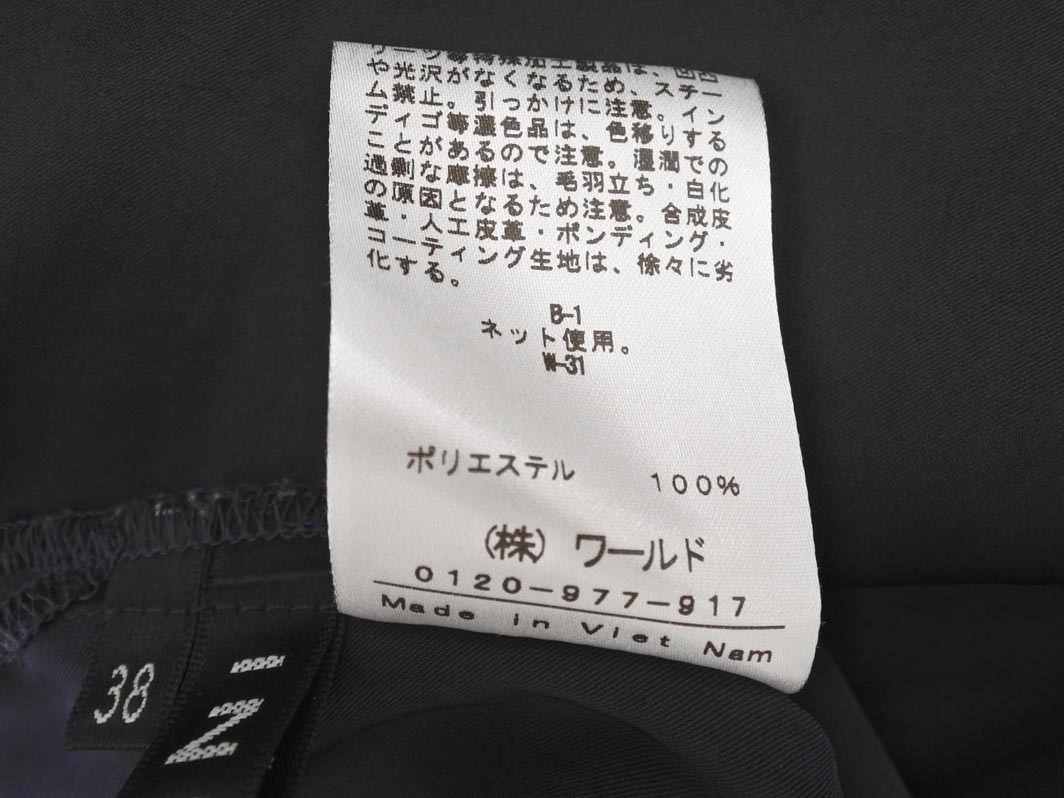 や光沢がなくなるため、スチー
ム禁止。引っかけに注意。イン
ディゴ等濃色品は、色移りする
ことがあるので注意。湿潤での
過剰な摩擦は、毛羽立ち・白化
の原因となるため注意。合成皮
革・人工皮革・ボンディング・
コーティング生地は、徐々に劣
化する。
B-1
ネット使用。
W-31
ポリエステル 100%
(株) ワールド
0120-977-917
Made in Viet Nam
38